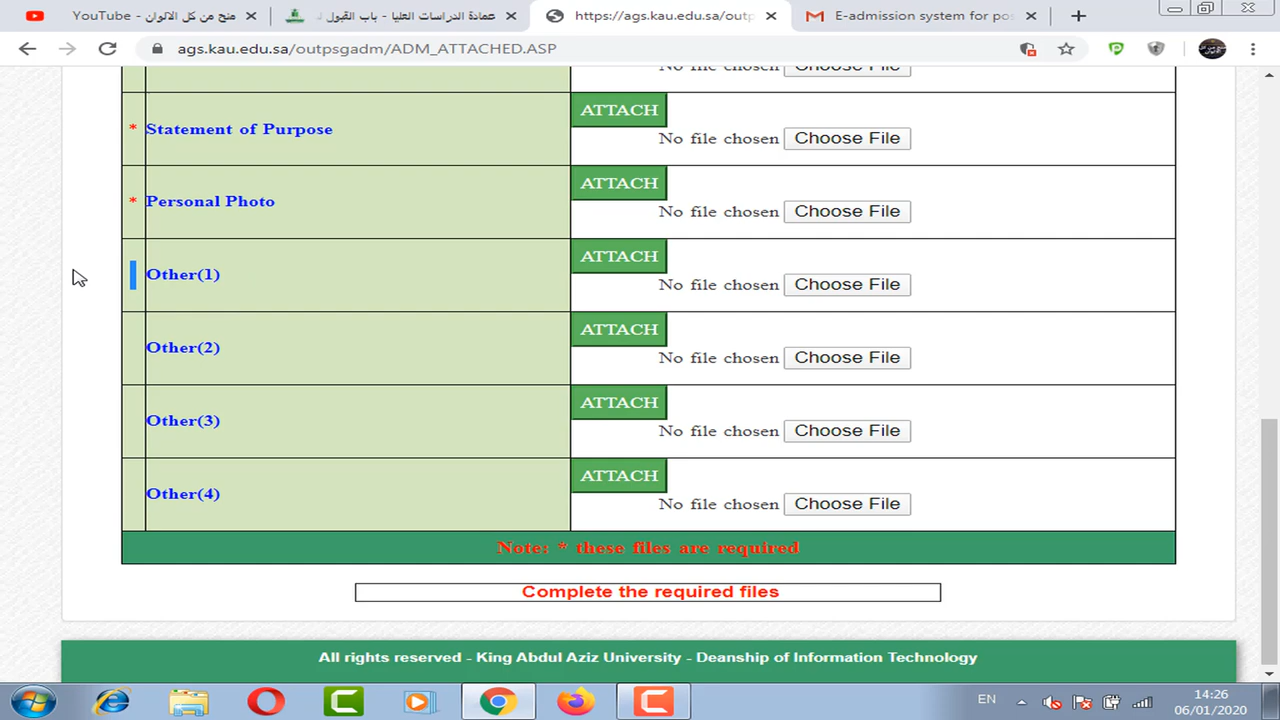 YouTube - منح من كل الالوان
عمادة الدراسات العليا - باب القبول ل
https://ags.kau.edu.sa/outp
E-admission system for po
ags.kau.edu.sa/outpsgadm/ADM_ATTACHED.ASP
No file chosen Choose File
* Statement of Purpose
ATTACH
No file chosen Choose File
* Personal Photo
ATTACH
No file chosen Choose File
Other(1)
ATTACH
No file chosen Choose File
Other(2)
ATTACH
No file chosen Choose File
Other(3)
ATTACH
No file chosen Choose File
Other(4)
ATTACH
No file chosen Choose File
Note: * these files are required
Complete the required files
All rights reserved - King Abdul Aziz University - Deanship of Information Technology
EN
14:26
06/01/2020